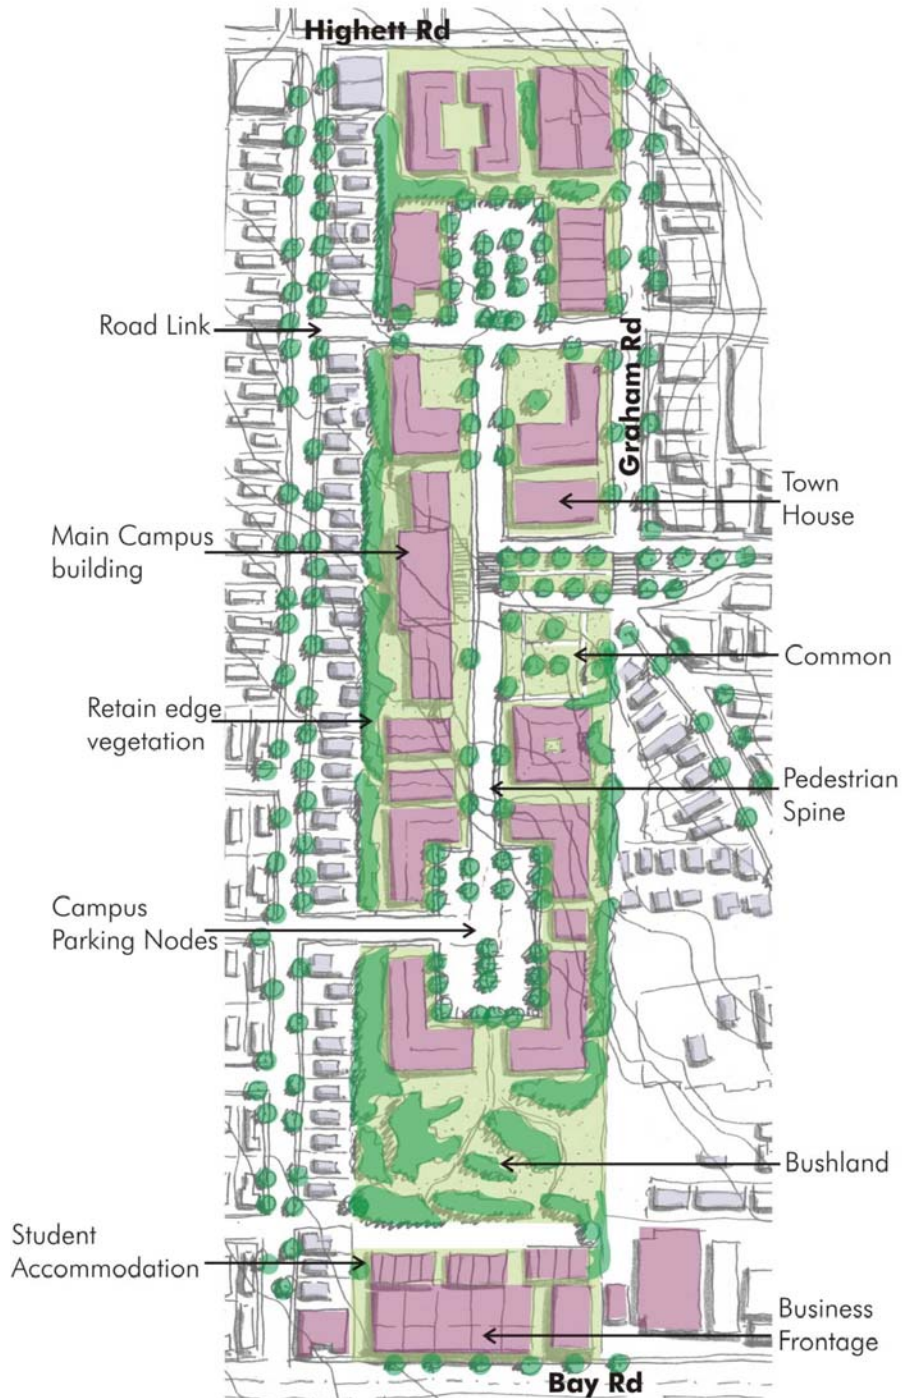 Highett Rd
Road Link
Graham Rd
Town
House
Main Campus
building
Common
Retain edge
vegetation
Pedestrian
Spine
Campus
Parking Nodes
Bushland
Student
Accommodation
Business
Frontage
Bay Rd